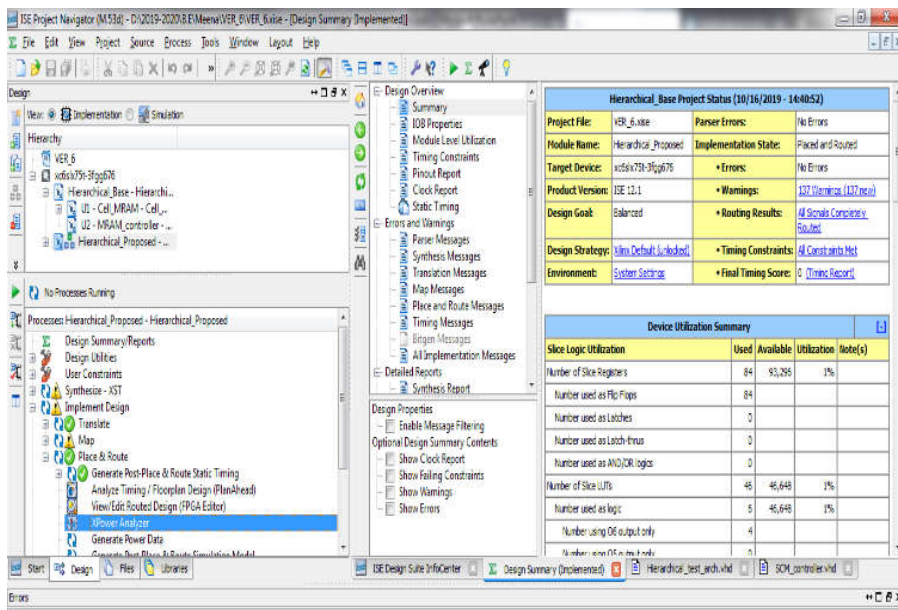 ISE Project Navigator (M.53d) - D:\2019-2020\B.E\Meena\VER_6\VER_6.xise - [Design Summary (Implemented)]
File Edit View Project Source Process Tools Window Layout Help
Design
View: Implementation Simulation
Hierarchy
VER_6
xc6slx75t-3fgg676
Hierarchical_Base - Hierarchi...
U1 - Cell_MRAM - Cell_...
U2 - MRAM_controller - ...
Hierarchical_Proposed - ...
No Processes Running
Processes: Hierarchical_Proposed - Hierarchical_Proposed
Design Summary/Reports
Design Utilities
User Constraints
Synthesize - XST
Implement Design
Translate
Map
Place & Route
Generate Post-Place & Route Static Timing
Analyze Timing / Floorplan Design (PlanAhead)
View/Edit Routed Design (FPGA Editor)
XPower Analyzer
Generate Power Data
Generate Post-Place & Route Simulation Model
Start Design Files Libraries
Design Overview
Summary
IOB Properties
Module Level Utilization
Timing Constraints
Pinout Report
Clock Report
Static Timing
Errors and Warnings
Parser Messages
Synthesis Messages
Translation Messages
Map Messages
Place and Route Messages
Timing Messages
Bitgen Messages
All Implementation Messages
Detailed Reports
Synthesis Report
Design Properties
Enable Message Filtering
Optional Design Summary Contents
Show Clock Report
Show Failing Constraints
Show Warnings
Show Errors
Hierarchical_Base Project Status (10/16/2019 - 14:40:52)
Project File: VER_6.xise Parser Errors: No Errors
Module Name: Hierarchical_Proposed Implementation State: Placed and Routed
Target Device: xc6slx75t-3fgg676 • Errors: No Errors
Product Version: ISE 12.1 • Warnings: 137 Warnings (137 new)
Design Goal: Balanced • Routing Results: All Signals Completely
Routed
Design Strategy: Xilinx Default (unlocked) • Timing Constraints: All Constraints Met
Environment: System Settings • Final Timing Score: 0 (Timing Report)
Device Utilization Summary [-]
Slice Logic Utilization Used Available Utilization Note(s)
Number of Slice Registers 84 93,296 1%
Number used as Flip Flops 84
Number used as Latches 0
Number used as Latch-thrus 0
Number used as AND/OR logics 0
Number of Slice LUTs 46 46,648 1%
Number used as logic 5 46,648 1%
Number using O6 output only 4
Number using O5 output only 0
ISE Design Suite InfoCenter Design Summary (Implemented) Hierarchical_test_arch.vhd SCM_controller.vhd
Errors